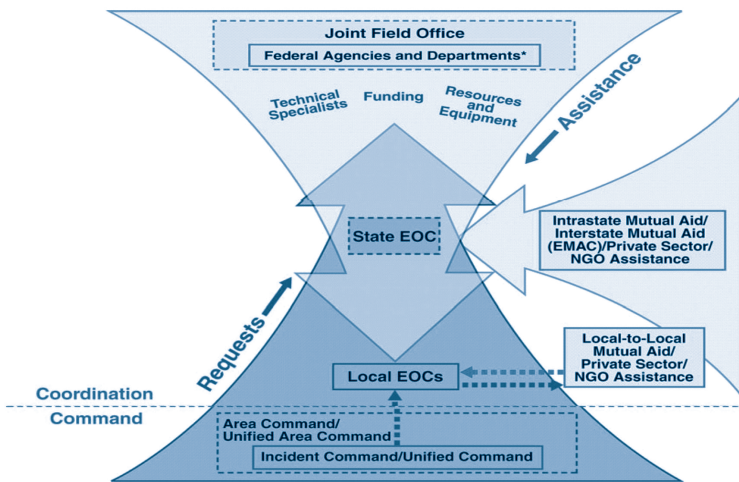 Joint Field Office
Federal Agencies and Departments*
Technical
Specialists
Funding
Resources
and
Equipment
Assistance
State EOC
Intrastate Mutual Aid/
Interstate Mutual Aid
(EMAC)/Private Sector/
NGO Assistance
Requests
Local-to-Local
Mutual Aid/
Private Sector/
NGO Assistance
Local EOCs
Coordination
Command
Area Command/
Unified Area Command
Incident Command/Unified Command